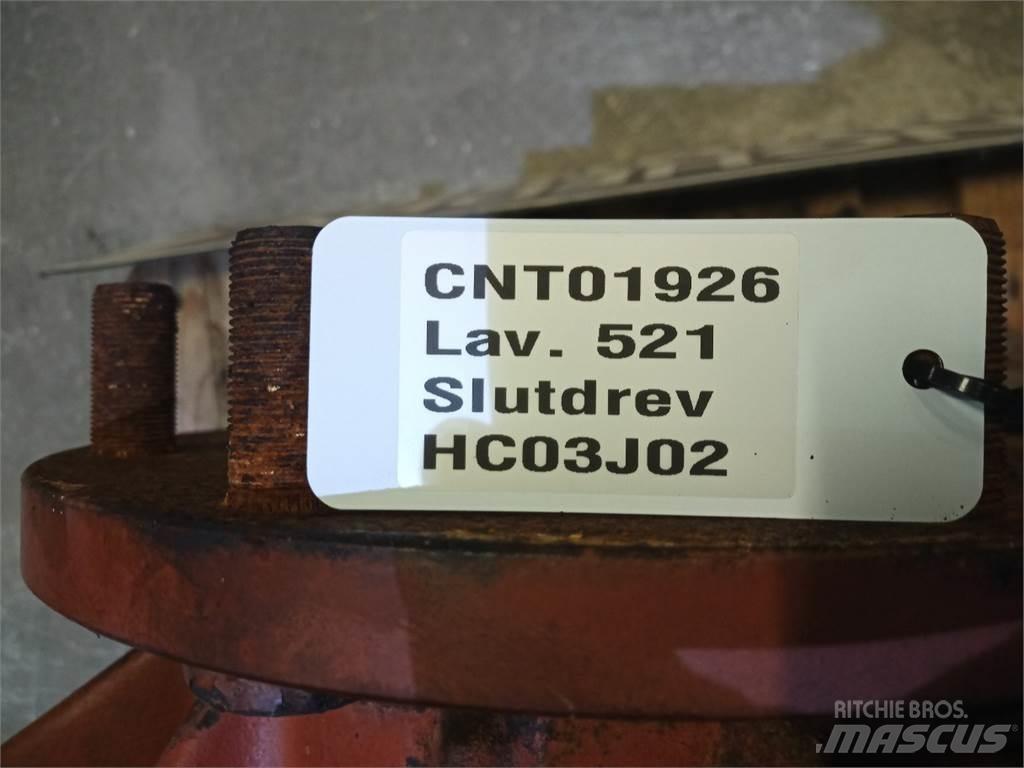 CNT01926
Lav. 521
Slutdrev
HC03J02
RITCHIE BROS.
MASCUS